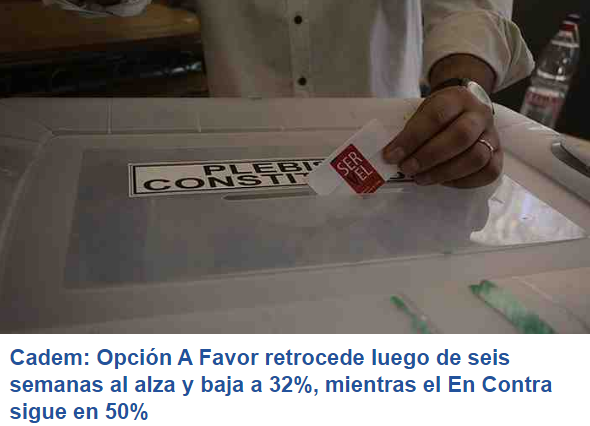 PLEBIS
CONSTIT
SER
EL
Cadem: Opción A Favor retrocede luego de seis
semanas al alza y baja a 32%, mientras el En Contra
sigue en 50%